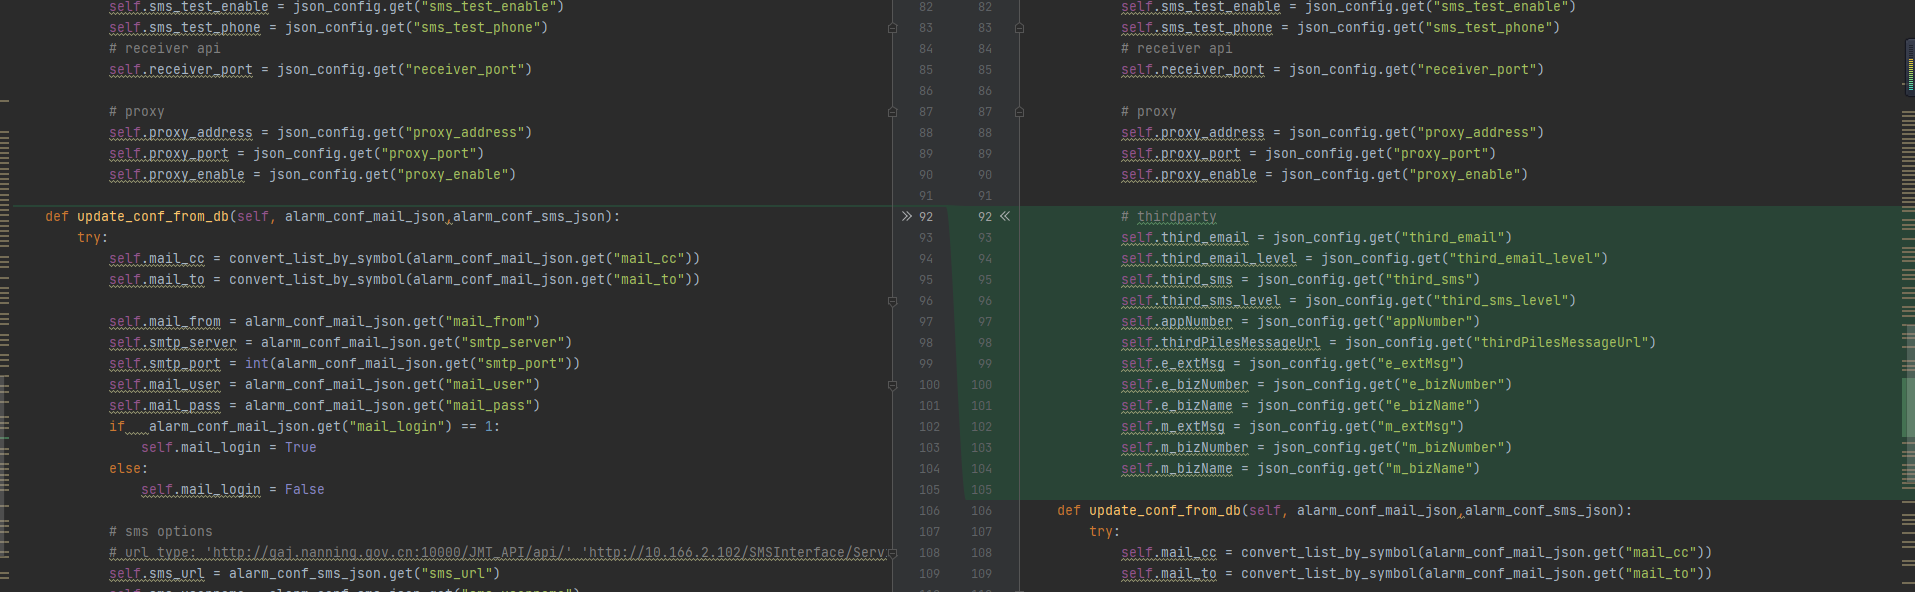 self.sms_test_enable = json_config.get("sms_test_enable")
self.sms_test_phone = json_config.get("sms_test_phone")
# receiver api
self.receiver_port = json_config.get("receiver_port")
# proxy
self.proxy_address = json_config.get("proxy_address")
self.proxy_port = json_config.get("proxy_port")
self.proxy_enable = json_config.get("proxy_enable")
def update_conf_from_db(self, alarm_conf_mail_json,alarm_conf_sms_json):
try:
self.mail_cc = convert_list_by_symbol(alarm_conf_mail_json.get("mail_cc"))
self.mail_to = convert_list_by_symbol(alarm_conf_mail_json.get("mail_to"))
self.mail_from = alarm_conf_mail_json.get("mail_from")
self.smtp_server = alarm_conf_mail_json.get("smtp_server")
self.smtp_port = int(alarm_conf_mail_json.get("smtp_port"))
self.mail_user = alarm_conf_mail_json.get("mail_user")
self.mail_pass = alarm_conf_mail_json.get("mail_pass")
if   alarm_conf_mail_json.get("mail_login") == 1:
self.mail_login = True
else:
self.mail_login = False
# sms options
# url type: 'http://gaj.nanning.gov.cn:10000/JMT_API/api/' 'http://10.166.2.102/SMSInterface/Serv
self.sms_url = alarm_conf_sms_json.get("sms_url")
82 82
83 83
84 84
85 85
86 86
87 87
88 88
89 89
90 90
91 91
92 92
93 93
94 94
95 95
96 96
97 97
98 98
99 99
100 100
101 101
102 102
103 103
104 104
105 105
106 106
107 107
108 108
109 109
self.sms_test_enable = json_config.get("sms_test_enable")
self.sms_test_phone = json_config.get("sms_test_phone")
# receiver api
self.receiver_port = json_config.get("receiver_port")
# proxy
self.proxy_address = json_config.get("proxy_address")
self.proxy_port = json_config.get("proxy_port")
self.proxy_enable = json_config.get("proxy_enable")
# thirdparty
self.third_email = json_config.get("third_email")
self.third_email_level = json_config.get("third_email_level")
self.third_sms = json_config.get("third_sms")
self.third_sms_level = json_config.get("third_sms_level")
self.appNumber = json_config.get("appNumber")
self.thirdPilesMessageUrl = json_config.get("thirdPilesMessageUrl")
self.e_extMsg = json_config.get("e_extMsg")
self.e_bizNumber = json_config.get("e_bizNumber")
self.e_bizName = json_config.get("e_bizName")
self.m_extMsg = json_config.get("m_extMsg")
self.m_bizNumber = json_config.get("m_bizNumber")
self.m_bizName = json_config.get("m_bizName")
def update_conf_from_db(self, alarm_conf_mail_json,alarm_conf_sms_json):
try:
self.mail_cc = convert_list_by_symbol(alarm_conf_mail_json.get("mail_cc"))
self.mail_to = convert_list_by_symbol(alarm_conf_mail_json.get("mail_to"))